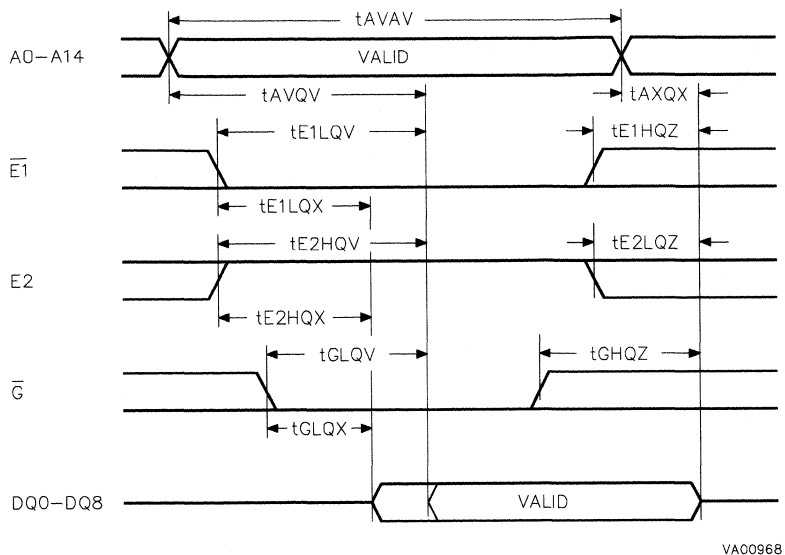 tAVAV
A0-A14
VALID
tAVQV
tAXQX
tE1LQV
tE1HQZ
E1
tE1LQX
tE2HQV
tE2LQZ
E2
tE2HQX
tGLQV
tGHQZ
G
tGLQX
DQ0-DQ8
VALID
VA00968